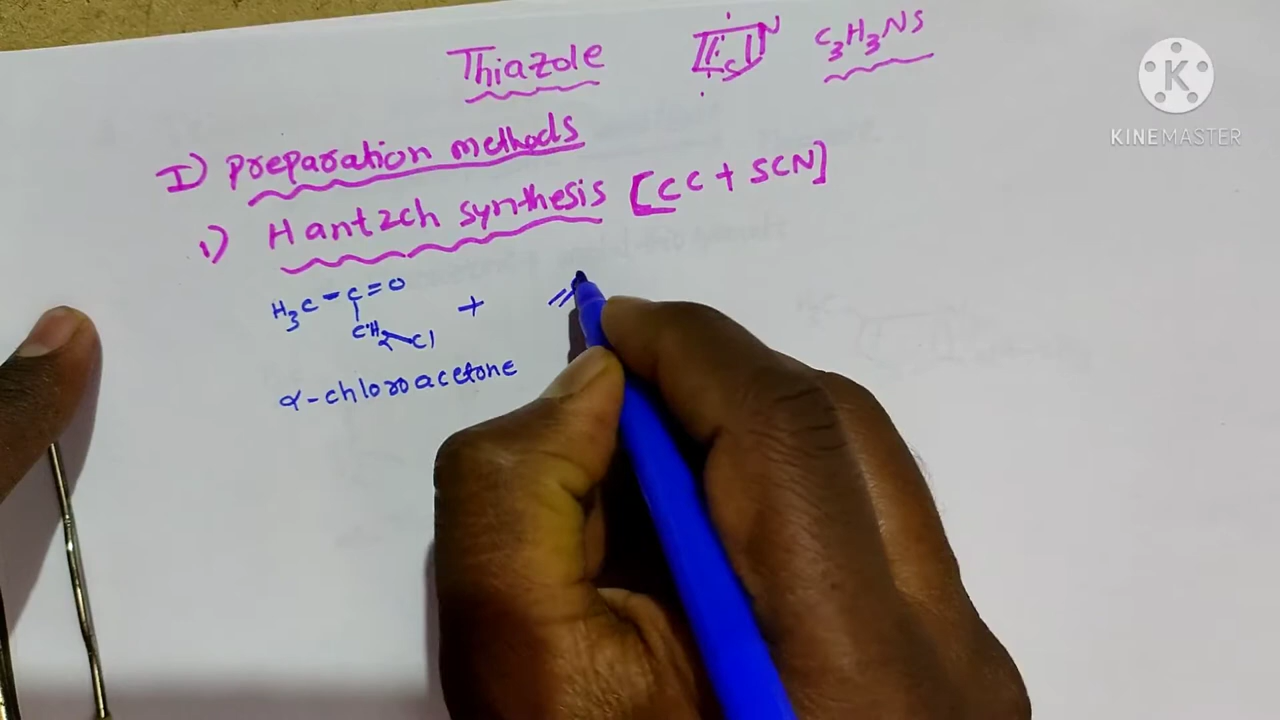 Thiazole
N
S
C3H3NS
K
KINEMASTER
I) preparation methods
1) Hantzch synthesis [CC + SCN]
H3C-C=O
+
CH2 Cl
α-chloroacetone